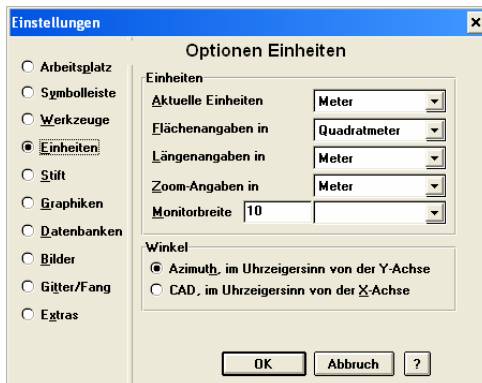 Einstellungen
Optionen Einheiten
Arbeitsplatz
Symbolleiste
Werkzeuge
Einheiten
Stift
Graphiken
Datenbanken
Bilder
Gitter/Fang
Extras
Einheiten
Aktuelle Einheiten Meter
Flächenangaben in Quadratmeter
Längenangaben in Meter
Zoom-Angaben in Meter
Monitorbreite 10
Winkel
Azimuth, im Uhrzeigersinn von der Y-Achse
CAD, im Uhrzeigersinn von der X-Achse
OK Abbruch ?